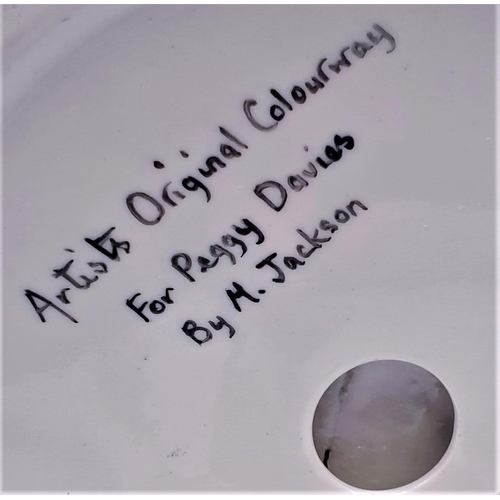 Artists Original Colourway
For Peggy Davies
By M. Jackson